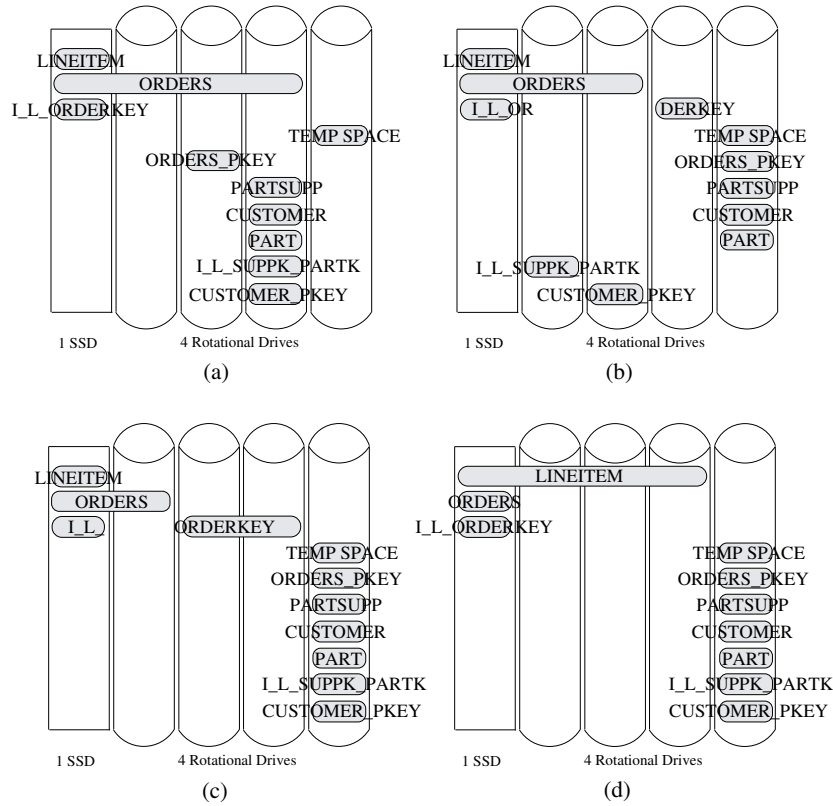 LINEITEM
ORDERS
I_L_ORDERKEY
TEMP SPACE
ORDERS_PKEY
PARTSUPP
CUSTOMER
PART
I_L_SUPPK_PARTK
CUSTOMER_PKEY
1 SSD
4 Rotational Drives
(a)
LINEITEM
ORDERS
I_L_OR DERKEY
TEMP SPACE
ORDERS_PKEY
PARTSUPP
CUSTOMER
PART
I_L_SUPPK_PARTK
CUSTOMER_PKEY
1 SSD
4 Rotational Drives
(b)
LINEITEM
ORDERS
I_L_ ORDERKEY
TEMP SPACE
ORDERS_PKEY
PARTSUPP
CUSTOMER
PART
I_L_SUPPK_PARTK
CUSTOMER_PKEY
1 SSD
4 Rotational Drives
(c)
LINEITEM
ORDERS
I_L_ORDERKEY
TEMP SPACE
ORDERS_PKEY
PARTSUPP
CUSTOMER
PART
I_L_SUPPK_PARTK
CUSTOMER_PKEY
1 SSD
4 Rotational Drives
(d)